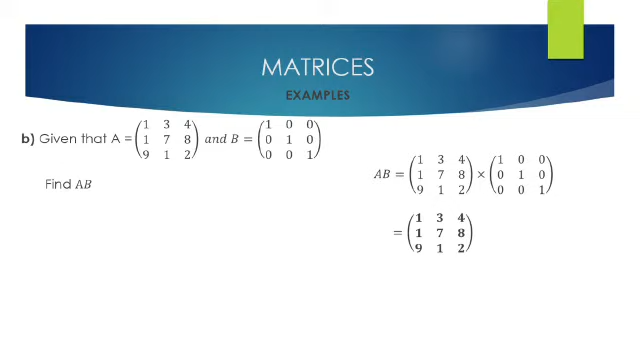 MATRICES
EXAMPLES
b) Given that A = (1 3 4
1 7 8
9 1 2) and B = (1 0 0
0 1 0
0 0 1)
Find AB
AB = (1 3 4
1 7 8
9 1 2) × (1 0 0
0 1 0
0 0 1)
= (1 3 4
1 7 8
9 1 2)